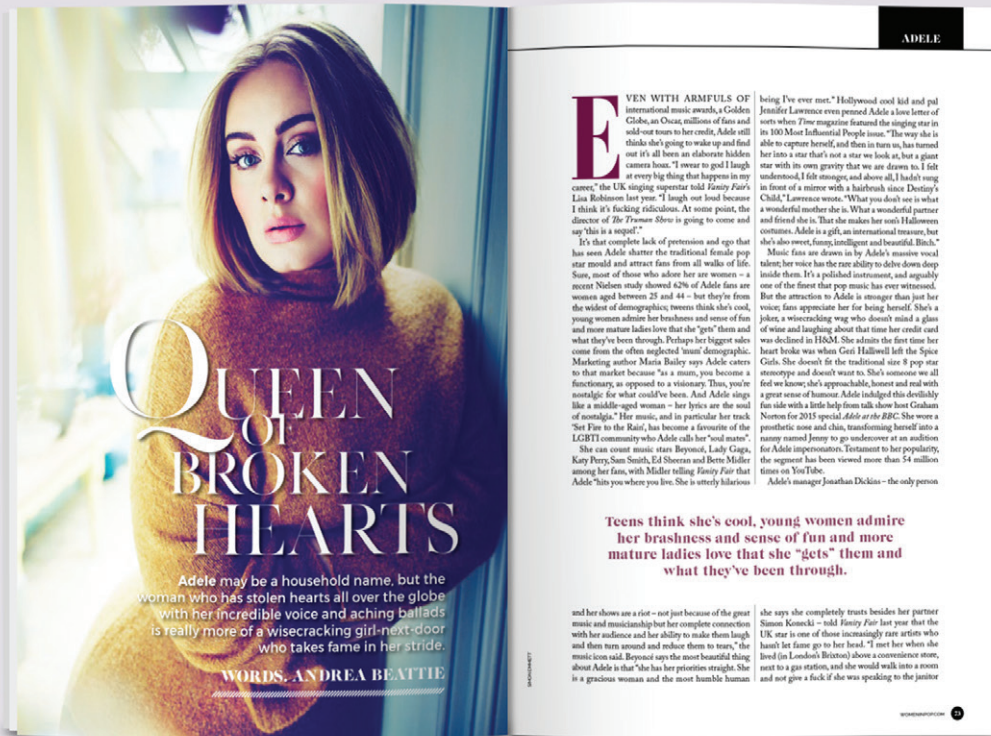 QUEEN
OF
BROKEN
HEARTS
Adele may be a household name, but the
woman who has stolen hearts all over the globe
with her incredible voice and aching ballads
is really more of a wisecracking girl-next-door
who takes fame in her stride.
WORDS. ANDREA BEATTIE
ADELE
EVEN WITH ARMFULS OF
international music awards, a Golden
Globe, an Oscar, millions of fans and
sold-out tours to her credit, Adele still
thinks she's going to wake up and find
out it's all been an elaborate hidden
camera hoax. "I swear to god I laugh
at every big thing that happens in my
career," the UK singing superstar told Vanity Fair's
Lisa Robinson last year. "I laugh out loud because
I think it's fucking ridiculous. At some point, the
director of The Truman Show is going to come and
say 'this is a sequel'."
It's that complete lack of pretension and ego that
has seen Adele shatter the traditional female pop
star mould and attract fans from all walks of life.
Sure, most of those who adore her are women – a
recent Nielsen study showed 62% of Adele fans are
women aged between 25 and 44 – but they're from
the widest of demographics; tweens think she's cool,
young women admire her brashness and sense of fun
and more mature ladies love that she "gets" them and
what they've been through. Perhaps her biggest sales
come from the often neglected 'mum' demographic.
Marketing author Maria Bailey says Adele caters
to that market because "as a mum, you become a
functionary, as opposed to a visionary. Thus, you're
nostalgic for what could've been. And Adele sings
like a middle-aged woman – her lyrics are the soul
of nostalgia." Her music, and in particular her track
'Set Fire to the Rain', has become a favourite of the
LGBTI community who Adele calls her "soul mates".
She can count music stars Beyoncé, Lady Gaga,
Katy Perry, Sam Smith, Ed Sheeran and Bette Midler
among her fans, with Midler telling Vanity Fair that
Adele "hits you where you live. She is utterly hilarious
and her shows are a riot – not just because of the great
music and musicianship but her complete connection
with her audience and her ability to make them laugh
and then turn around and reduce them to tears," the
music icon said. Beyoncé says the most beautiful thing
about Adele is that "she has her priorities straight. She
is a gracious woman and the most humble human
being I've ever met." Hollywood cool kid and pal
Jennifer Lawrence even penned Adele a love letter of
sorts when Time magazine featured the singing star in
its 100 Most Influential People issue. "The way she is
able to capture herself, and then in turn us, has turned
her into a star that's not a star we look at, but a giant
star with its own gravity that we are drawn to. I felt
understood, I felt stronger, and above all, I hadn't sung
in front of a mirror with a hairbrush since Destiny's
Child," Lawrence wrote. "What you don't see is what
a wonderful mother she is. What a wonderful partner
and friend she is. That she makes her son's Halloween
costumes. Adele is a gift, an international treasure, but
she's also sweet, funny, intelligent and beautiful. Bitch."
Music fans are drawn in by Adele's massive vocal
talent; her voice has the rare ability to delve down deep
inside them. It's a polished instrument, and arguably
one of the finest that pop music has ever witnessed.
But the attraction to Adele is stronger than just her
voice; fans appreciate her for being herself. She's a
joker, a wisecracking wag who doesn't mind a glass
of wine and laughing about that time her credit card
was declined in H&M. She admits the first time her
heart broke was when Geri Halliwell left the Spice
Girls. She doesn't fit the traditional size 8 pop star
stereotype and doesn't want to. She's someone we all
feel we know; she's approachable, honest and real with
a great sense of humour. Adele indulged this devilishly
fun side with a little help from talk show host Graham
Norton for 2015 special Adele at the BBC. She wore a
prosthetic nose and chin, transforming herself into a
nanny named Jenny to go undercover at an audition
for Adele impersonators. Testament to her popularity,
the segment has been viewed more than 54 million
times on YouTube.
Adele's manager Jonathan Dickins – the only person
she says she completely trusts besides her partner
Simon Konecki – told Vanity Fair last year that the
UK star is one of those increasingly rare artists who
hasn't let fame go to her head. "I met her when she
lived (in London's Brixton) above a convenience store,
next to a gas station, and she would walk into a room
and not give a fuck if she was speaking to the janitor
Teens think she's cool, young women admire
her brashness and sense of fun and more
mature ladies love that she "gets" them and
what they've been through.
WOMENINPOP.COM